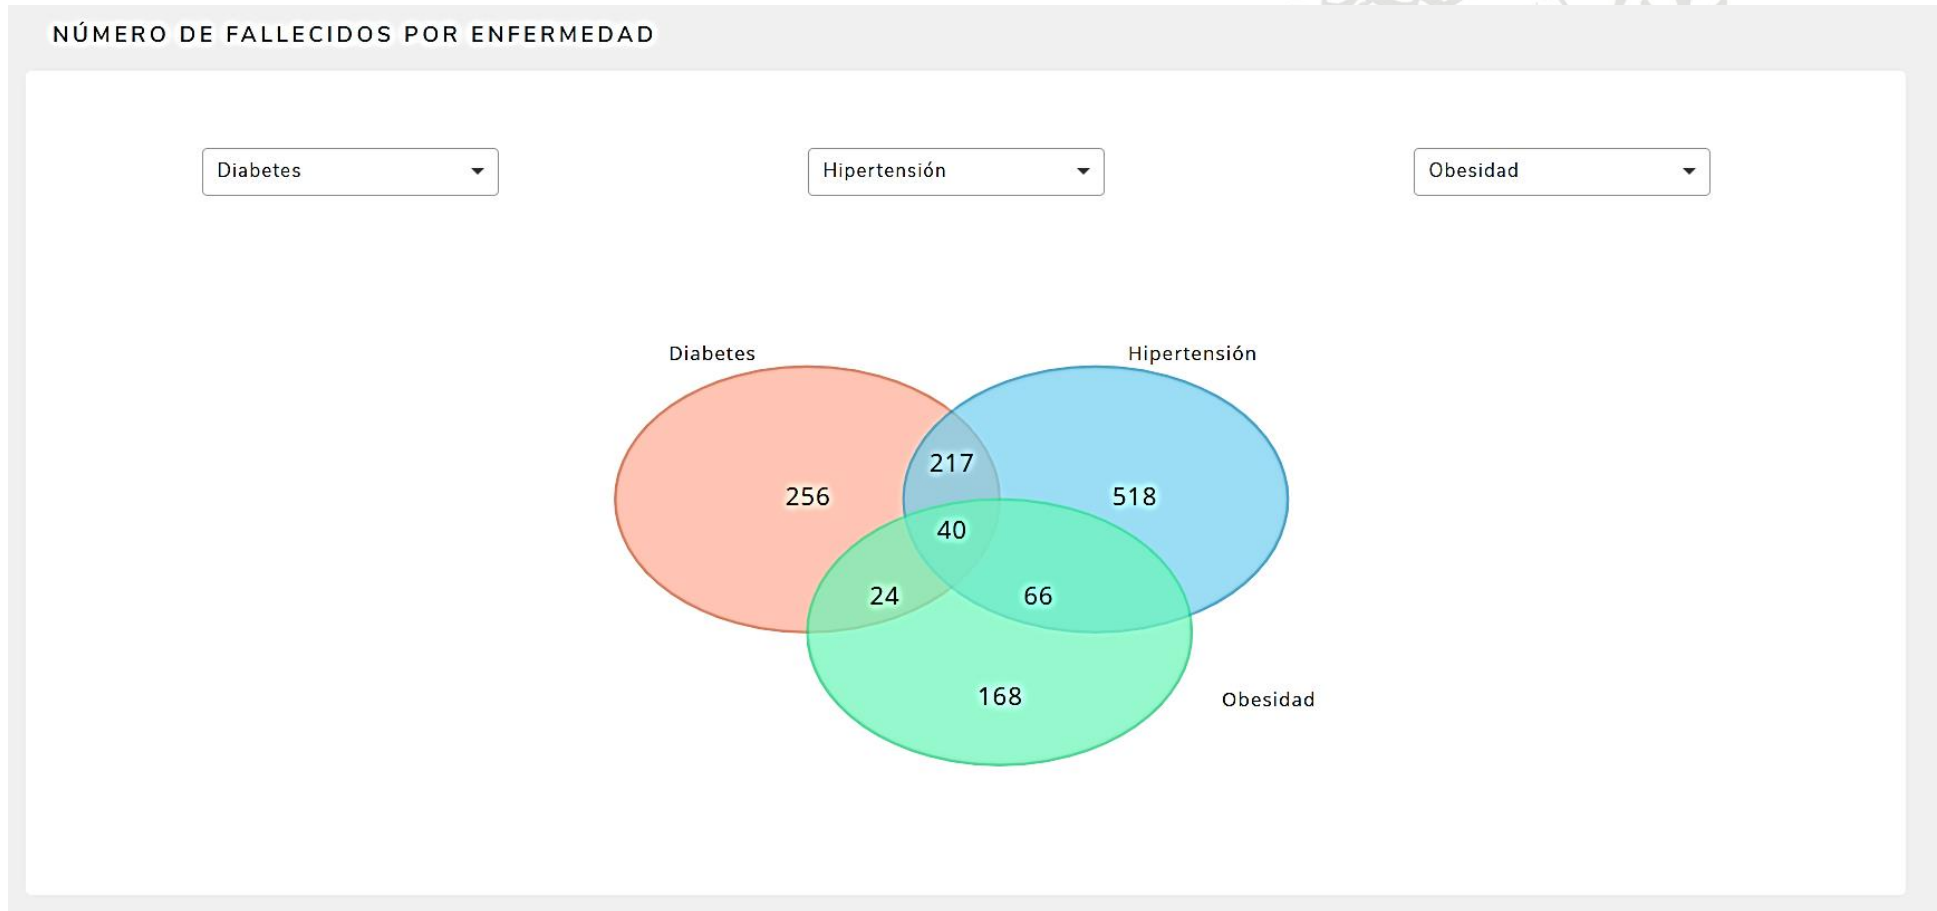 NÚMERO DE FALLECIDOS POR ENFERMEDAD
Diabetes
Hipertensión
Obesidad
Diabetes
Hipertensión
217
256
518
40
24
66
168
Obesidad